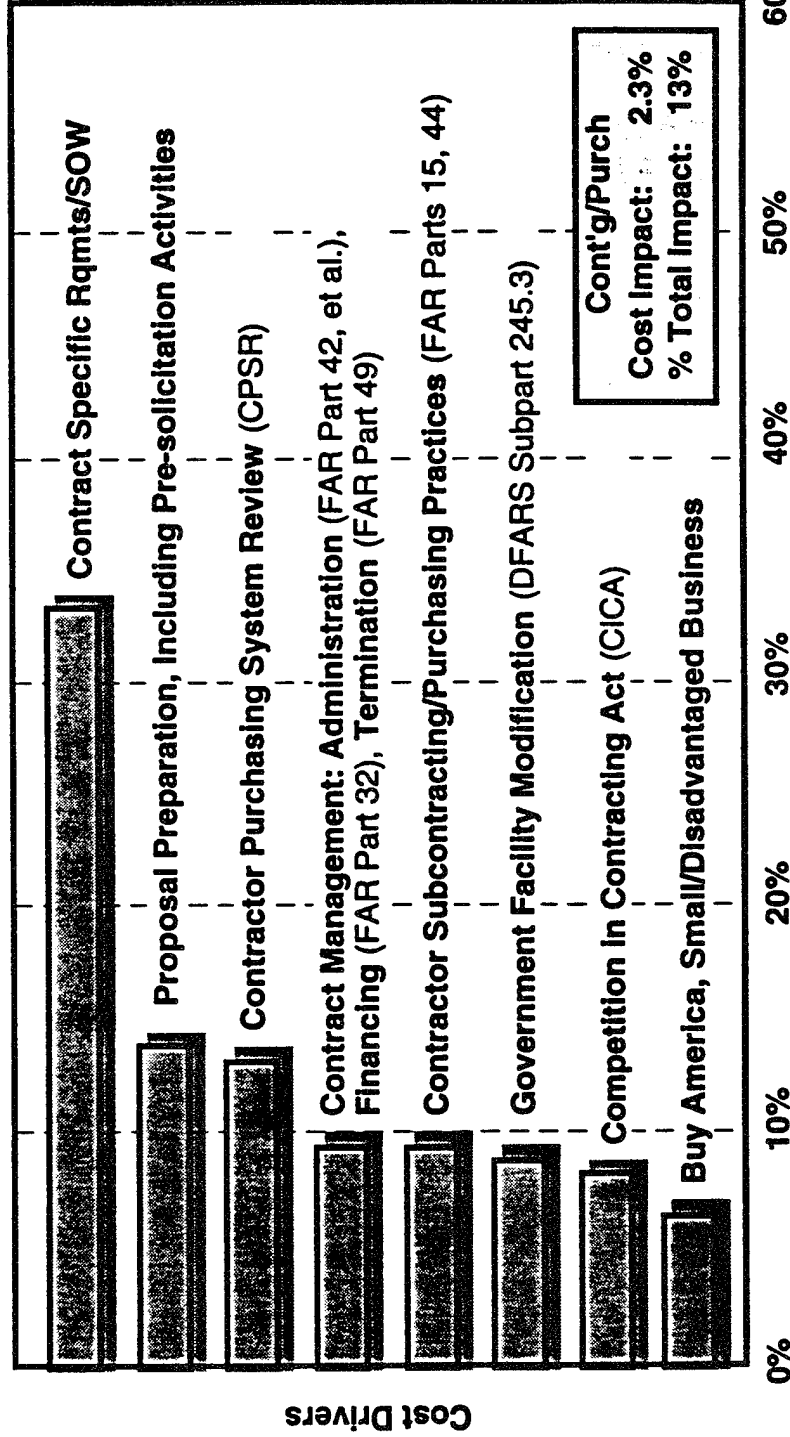 Cost Drivers
Contract Specific Rqmts/SOW
Proposal Preparation, Including Pre-solicitation Activities
Contractor Purchasing System Review (CPSR)
Contract Management: Administration (FAR Part 42, et al.),
Financing (FAR Part 32), Termination (FAR Part 49)
Contractor Subcontracting/Purchasing Practices (FAR Parts 15, 44)
Government Facility Modification (DFARS Subpart 245.3)
Competition in Contracting Act (CICA)
Buy America, Small/Disadvantaged Business
Cont'g/Purch
Cost Impact: 2.3%
% Total Impact: 13%
0% 10% 20% 30% 40% 50%